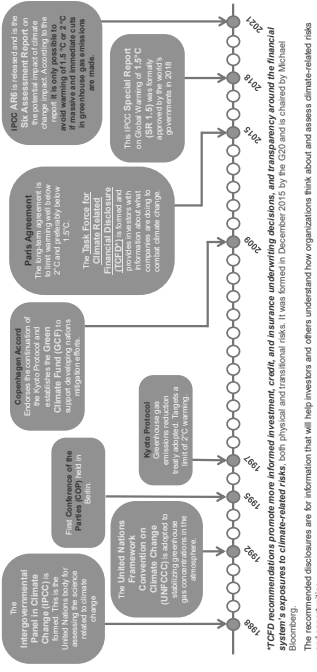 The
Intergovernmental
Panel in Climate
Change (IPCC) is
formed. This is the
United Nations body for
assessing the science
related to climate
change
The United Nations
Framework
Convention on
Climate Change
(UNFCCC) is adopted to
stabilizing greenhouse
gas concentrations in the
atmosphere.
First Conference of the
Parties (COP) held in
Berlin.
Kyoto Protocol
Greenhouse gas
emissions reduction
treaty adopted. Targets a
limit of 2°C warming
Copenhagen Accord
Endorses the continuation of
the Kyoto Protocol and
establishes the Green
Climate Fund (GCF) to
support developing nations
mitigation efforts.
Paris Agreement
The long-term agreement is
to limit warming well below
2°C and preferably below
1.5°C.
The Task Force for
Climate Related
Financial Disclosure
(TCFD*) is formed and
provides investors with
information about what
companies are doing to
combat climate change.
This IPCC Special Report
on Global Warming of 1.5°C
(SR 1.5) was formally
approved by the world's
governments in 2018
IPCC AR6 is released and is the
Six Assessment Report on
the potential impact of climate
change impact. According to the
report, it is only possible to
avoid warming of 1.5 °C or 2 °C
if massive and immediate cuts
in greenhouse gas emissions
are made.
1988
1992
1995
1997
2009
2015
2018
2021
*TCFD recommendations promote more informed investment, credit, and insurance underwriting decisions, and transparency around the financial
system's exposures to climate-related risks, both physical and transitional risks. It was formed in December 2015 by the G20 and is chaired by Michael
Bloomberg.
The recommended disclosures are for information that will help investors and others understand how organizations think about and assess climate-related risks